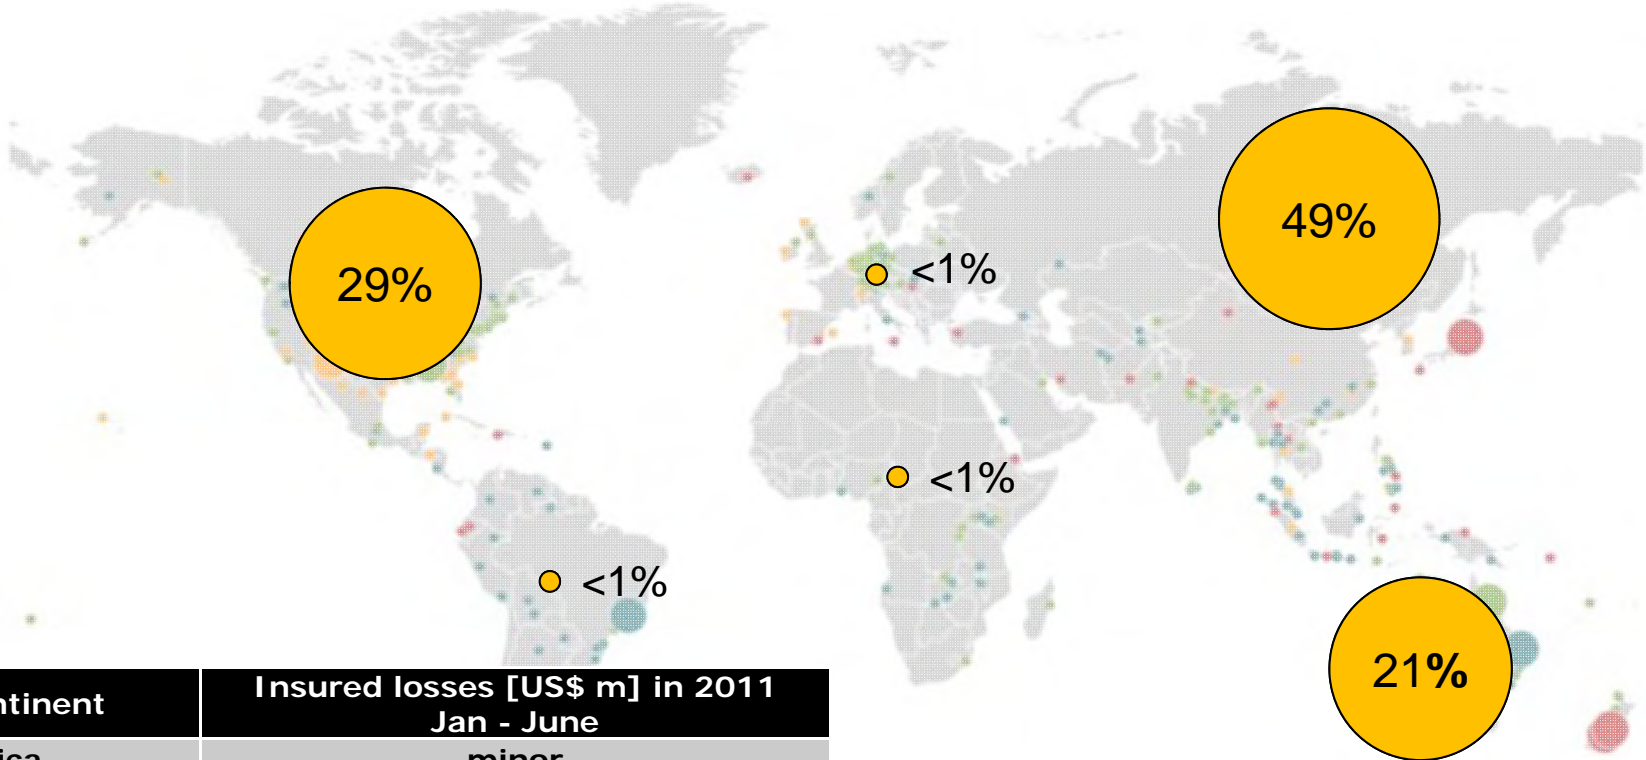 49%
<1%
29%
<1%
<1%
21%
Insured losses [US$ m] in 2011
Jan - June
minor